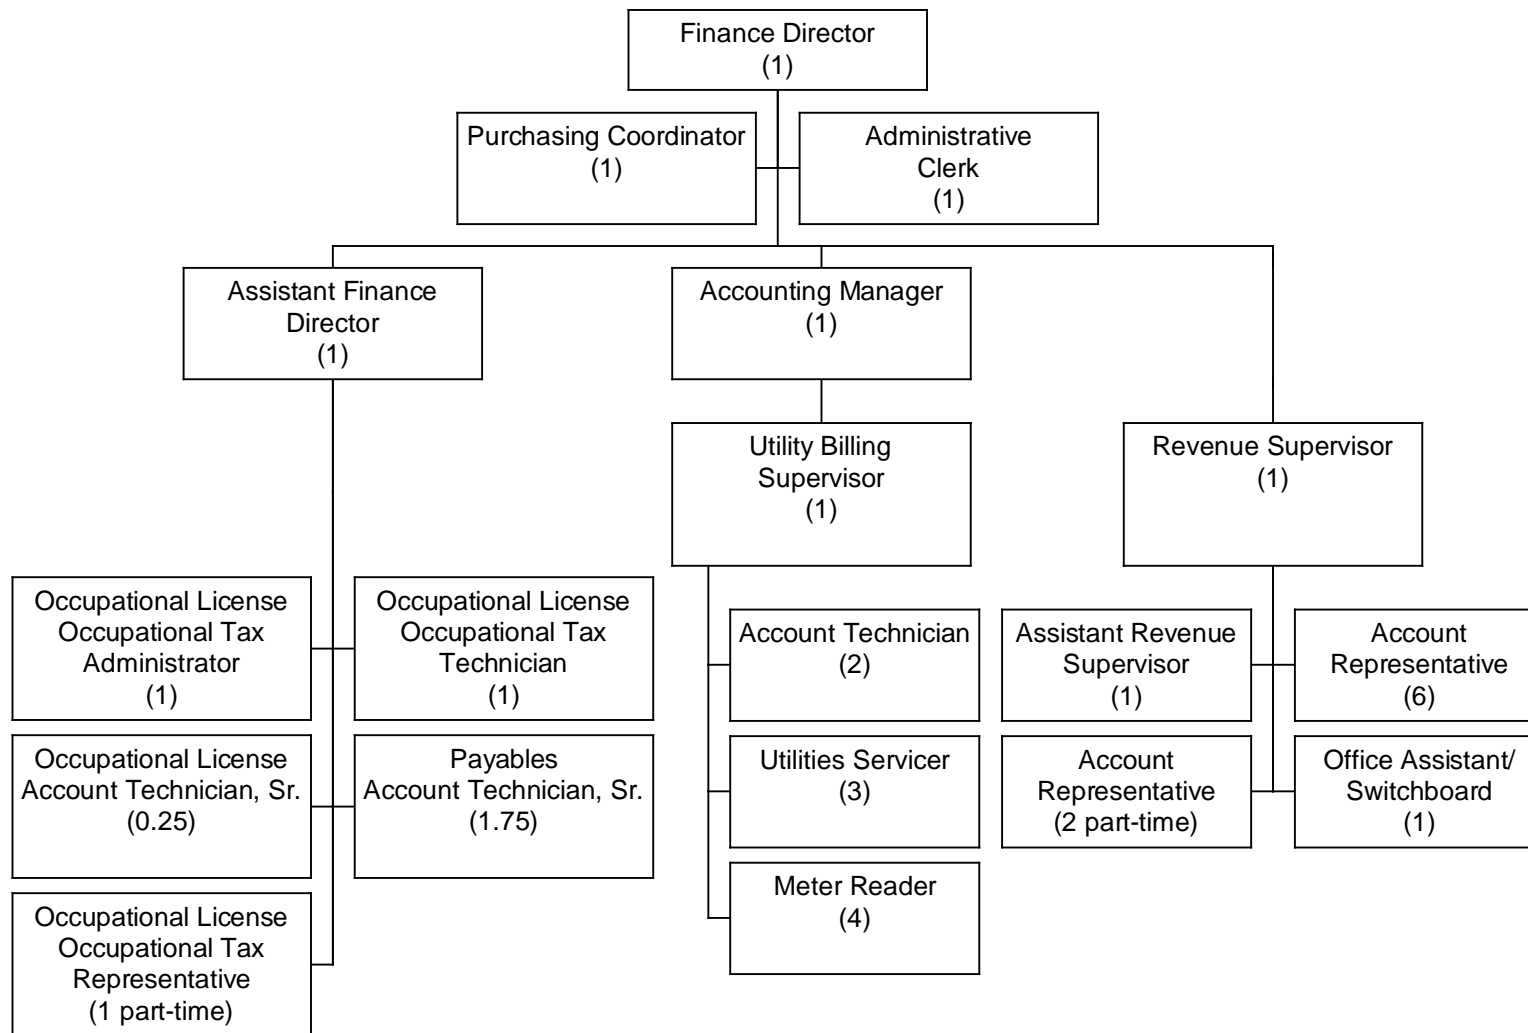 Finance Director
(1)
Purchasing Coordinator
(1)
Administrative
Clerk
(1)
Assistant Finance
Director
(1)
Accounting Manager
(1)
Utility Billing
Supervisor
(1)
Revenue Supervisor
(1)
Occupational License
Occupational Tax
Administrator
(1)
Occupational License
Occupational Tax
Technician
(1)
Account Technician
(2)
Assistant Revenue
Supervisor
(1)
Account
Representative
(6)
Occupational License
Account Technician, Sr.
(0.25)
Payables
Account Technician, Sr.
(1.75)
Utilities Servicer
(3)
Account
Representative
(2 part-time)
Office Assistant/
Switchboard
(1)
Meter Reader
(4)
Occupational License
Occupational Tax
Representative
(1 part-time)